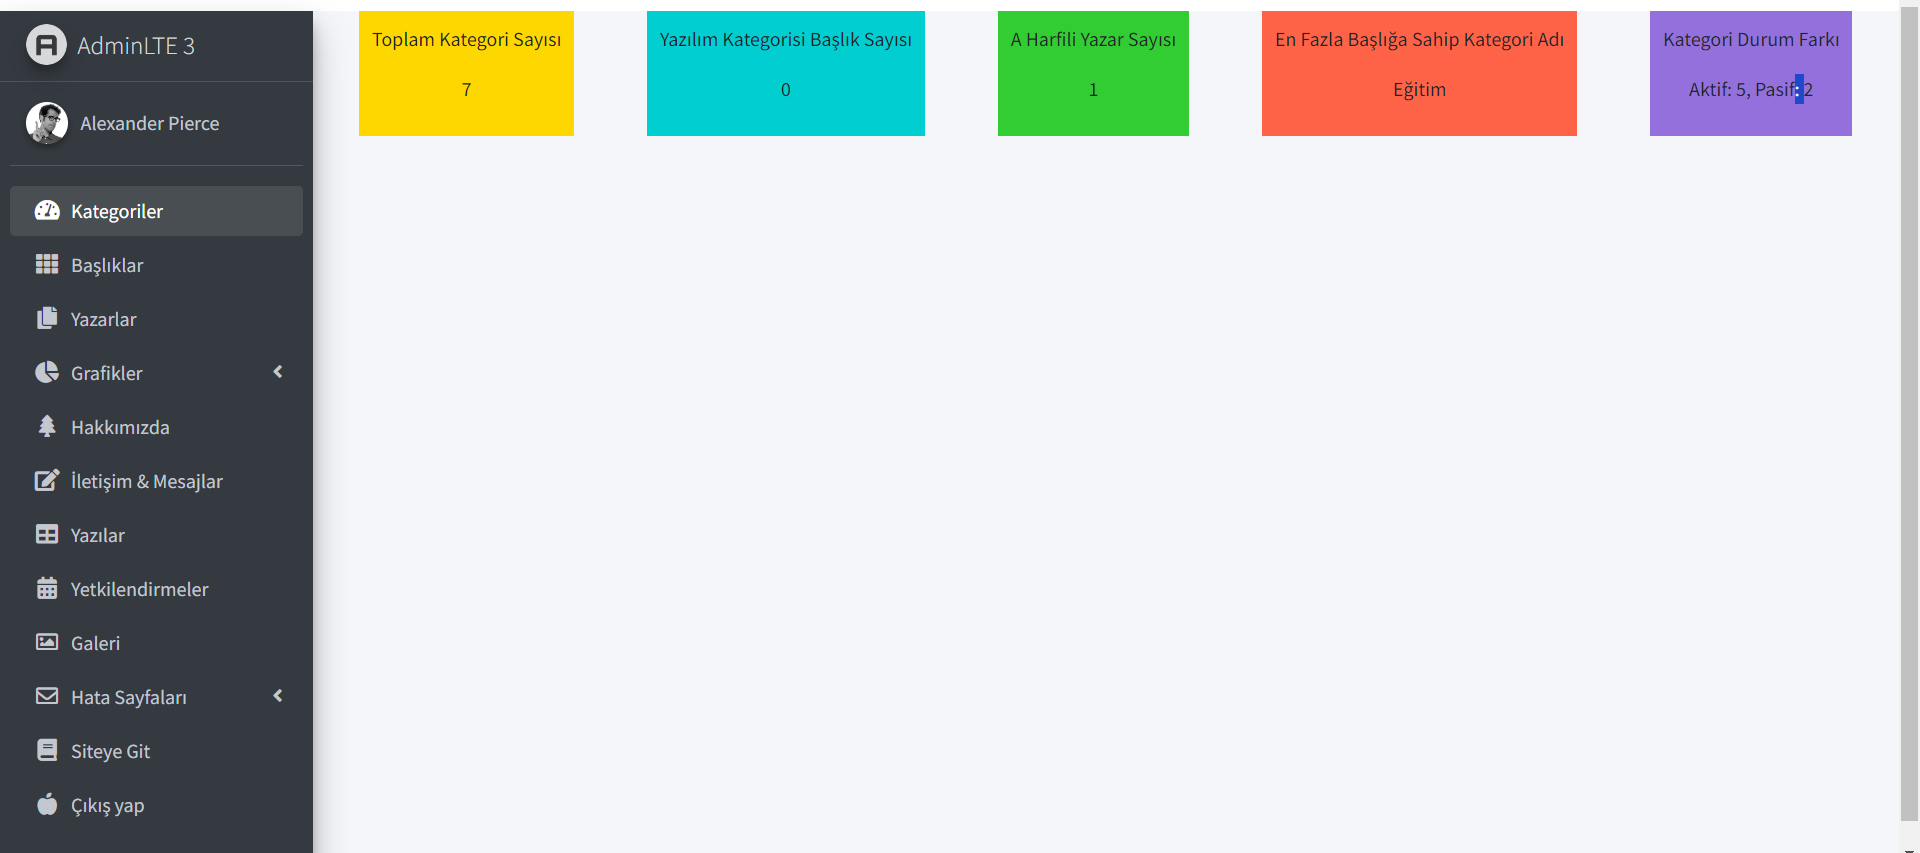 AdminLTE 3
Alexander Pierce
Kategoriler
Başlıklar
Yazarlar
Grafikler
Hakkımızda
İletişim & Mesajlar
Yazılar
Yetkilendirmeler
Galeri
Hata Sayfaları
Siteye Git
Çıkış yap
Toplam Kategori Sayısı
7
Yazılım Kategorisi Başlık Sayısı
0
A Harfili Yazar Sayısı
1
En Fazla Başlığa Sahip Kategori Adı
Eğitim
Kategori Durum Farkı
Aktif: 5, Pasif: 2